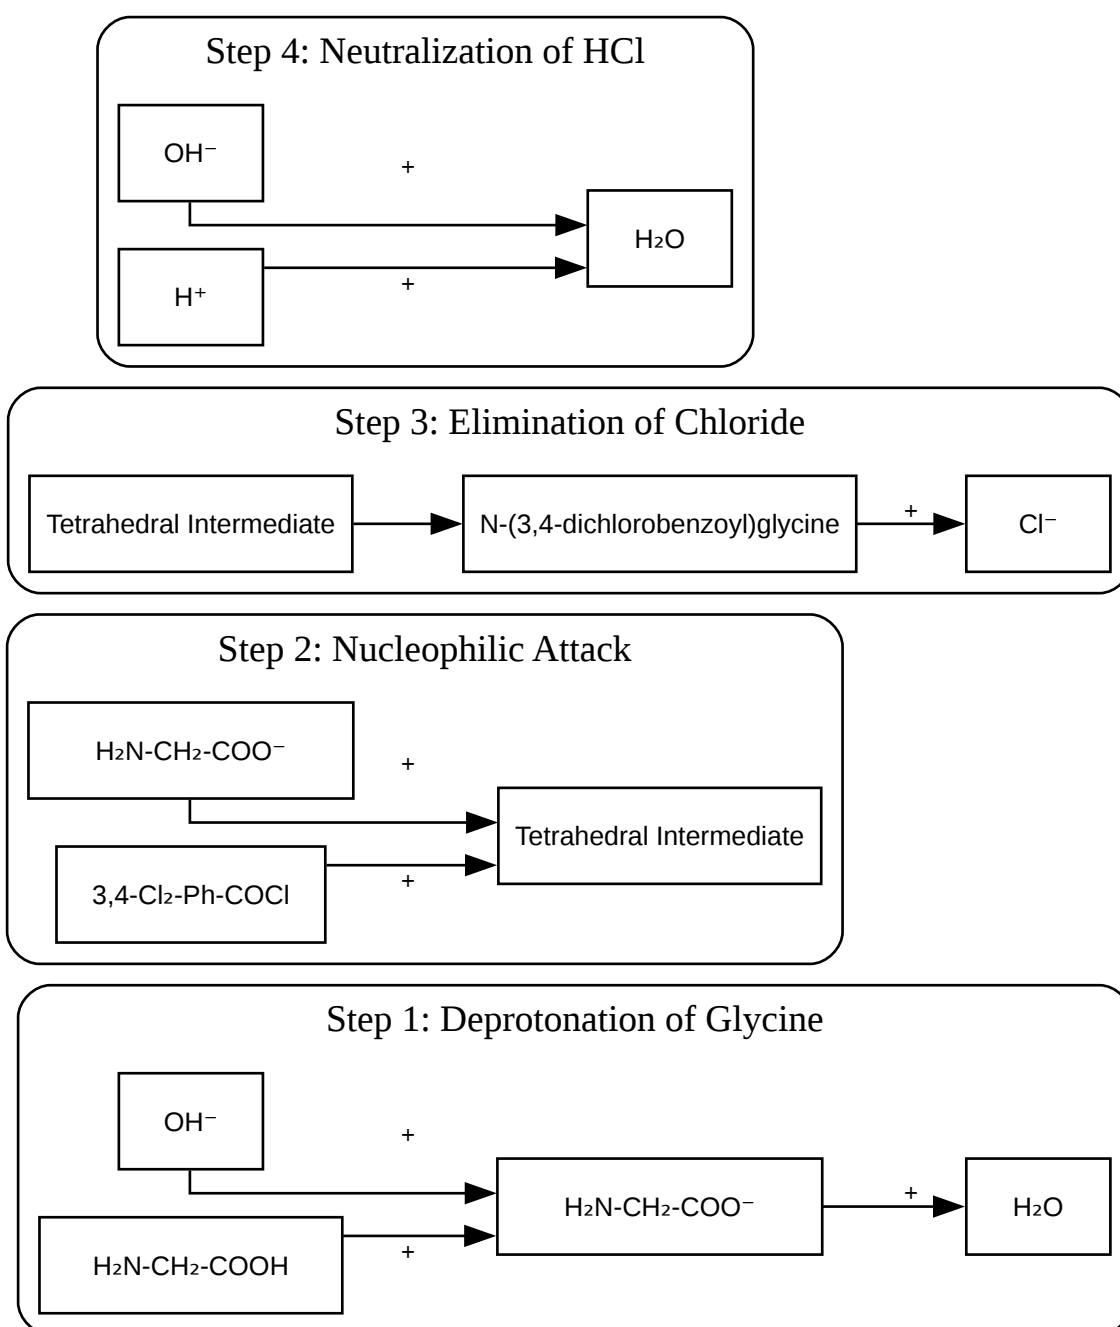 Step 4: Neutralization of HCl
OH⁻
+
H₂O
H⁺
+
Step 3: Elimination of Chloride
Tetrahedral Intermediate
N-(3,4-dichlorobenzoyl)glycine
+
Cl⁻
Step 2: Nucleophilic Attack
H₂N-CH₂-COO⁻
+
Tetrahedral Intermediate
3,4-Cl₂-Ph-COCl
+
Step 1: Deprotonation of Glycine
OH⁻
+
H₂N-CH₂-COO⁻
+
H₂O
H₂N-CH₂-COOH
+